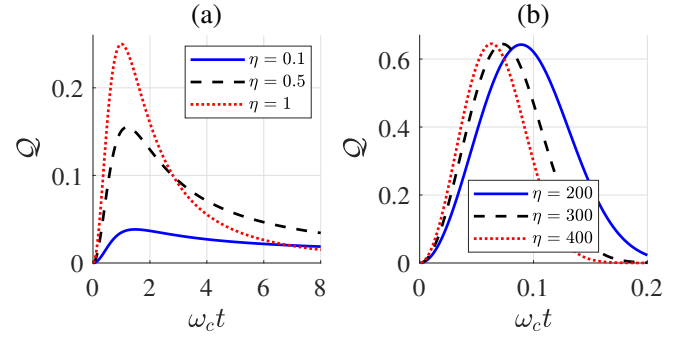 (a)
𝒬
0.2
0.1
0
0 2 4 6 8
ω_c t
η = 0.1
η = 0.5
η = 1
(b)
𝒬
0.6
0.4
0.2
0
0 0.1 0.2
ω_c t
η = 200
η = 300
η = 400